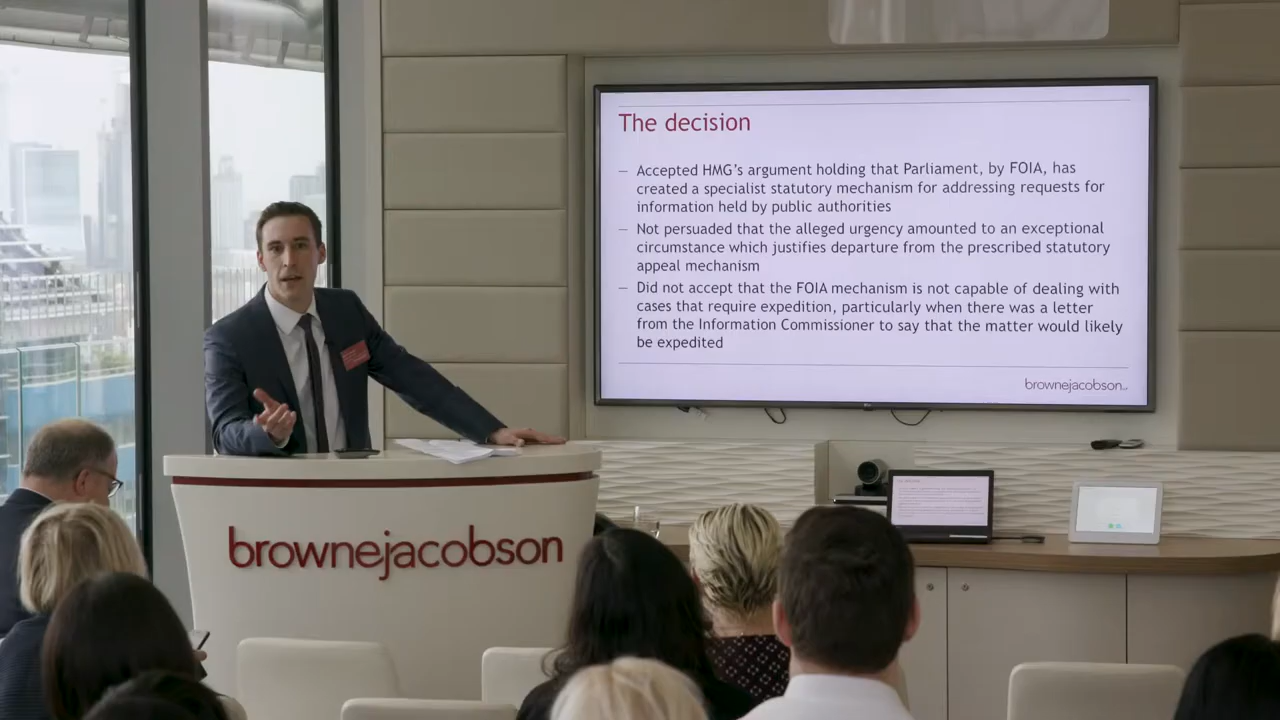 The decision
— Accepted HMG's argument holding that Parliament, by FOIA, has
created a specialist statutory mechanism for addressing requests for
information held by public authorities
— Not persuaded that the alleged urgency amounted to an exceptional
circumstance which justifies departure from the prescribed statutory
appeal mechanism
— Did not accept that the FOIA mechanism is not capable of dealing with
cases that require expedition, particularly when there was a letter
from the Information Commissioner to say that the matter would likely
be expedited
brownejacobson
brownejacobson